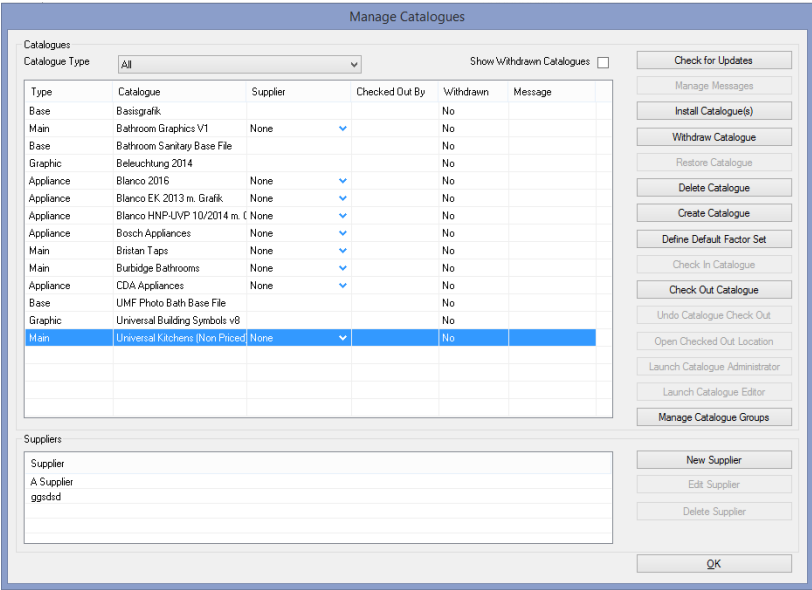 Manage Catalogues
Catalogues
Catalogue Type All Show Withdrawn Catalogues
Type Catalogue Supplier Checked Out By Withdrawn Message
Base Basisgrafik No
Main Bathroom Graphics V1 None No
Base Bathroom Sanitary Base File No
Graphic Beleuchtung 2014 No
Appliance Blanco 2016 None No
Appliance Blanco EK 2013 m. Grafik None No
Appliance Blanco HNP-UVP 10/2014 m. None No
Appliance Bosch Appliances None No
Main Bristan Taps None No
Main Burbidge Bathrooms None No
Appliance CDA Appliances None No
Base UMF Photo Bath Base File No
Graphic Universal Building Symbols v8 No
Main Universal Kitchens (Non Priced) None No
Check for Updates
Manage Messages
Install Catalogue(s)
Withdraw Catalogue
Restore Catalogue
Delete Catalogue
Create Catalogue
Define Default Factor Set
Check In Catalogue
Check Out Catalogue
Undo Catalogue Check Out
Open Checked Out Location
Launch Catalogue Administrator
Launch Catalogue Editor
Manage Catalogue Groups
Suppliers
Supplier
A Supplier
ggsdsd
New Supplier
Edit Supplier
Delete Supplier
OK